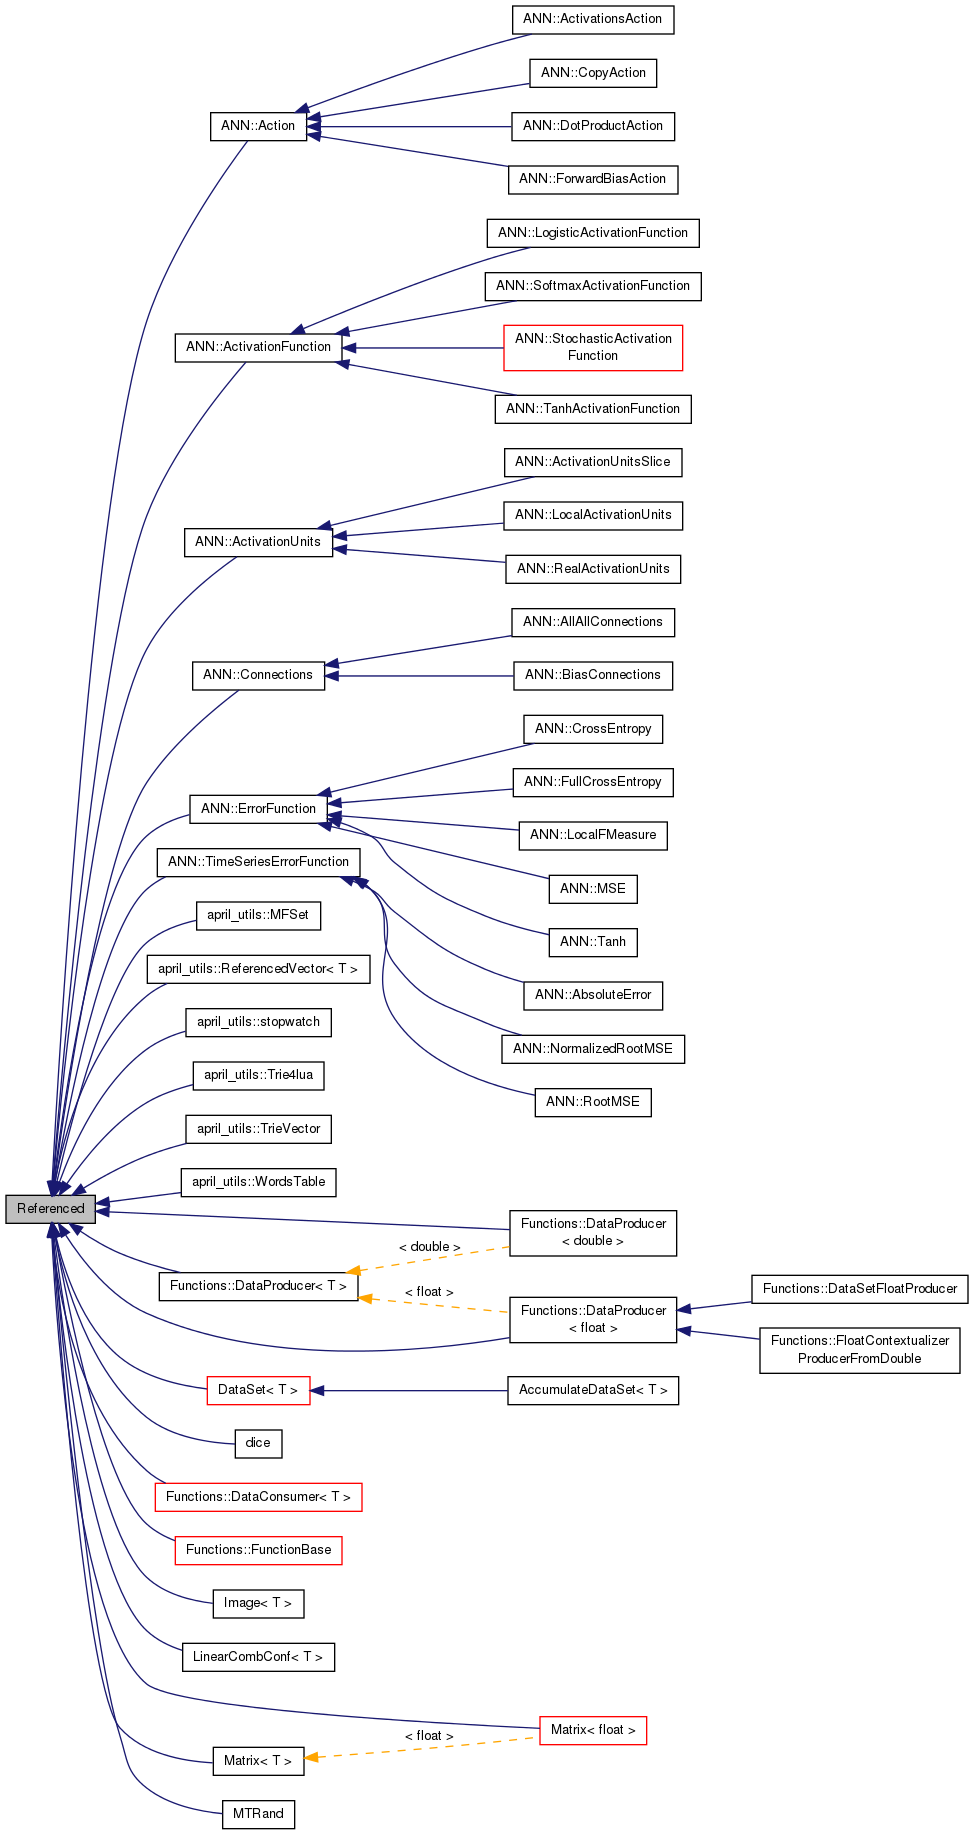 ANN::ActivationsAction
ANN::CopyAction
ANN::Action
ANN::DotProductAction
ANN::ForwardBiasAction
ANN::LogisticActivationFunction
ANN::SoftmaxActivationFunction
ANN::ActivationFunction
ANN::StochasticActivation
Function
ANN::TanhActivationFunction
ANN::ActivationUnitsSlice
ANN::LocalActivationUnits
ANN::ActivationUnits
ANN::RealActivationUnits
ANN::AllAllConnections
ANN::Connections
ANN::BiasConnections
ANN::CrossEntropy
ANN::FullCrossEntropy
ANN::ErrorFunction
ANN::LocalFMeasure
ANN::TimeSeriesErrorFunction
ANN::MSE
april_utils::MFSet
ANN::Tanh
april_utils::ReferencedVector< T >
ANN::AbsoluteError
april_utils::stopwatch
ANN::NormalizedRootMSE
april_utils::Trie4lua
ANN::RootMSE
april_utils::TrieVector
april_utils::WordsTable
Referenced
Functions::DataProducer
< double >
< double >
Functions::DataProducer< T >
< float >
Functions::DataProducer
< float >
Functions::DataSetFloatProducer
Functions::FloatContextualizer
ProducerFromDouble
DataSet< T >
AccumulateDataSet< T >
dice
Functions::DataConsumer< T >
Functions::FunctionBase
Image< T >
LinearCombConf< T >
Matrix< float >
< float >
Matrix< T >
MTRand